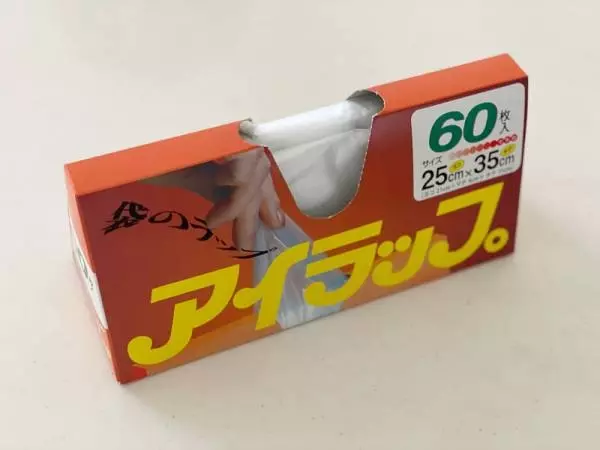 60枚入
サイズ
25cm×35cm
袋のラップ
アイラップ。